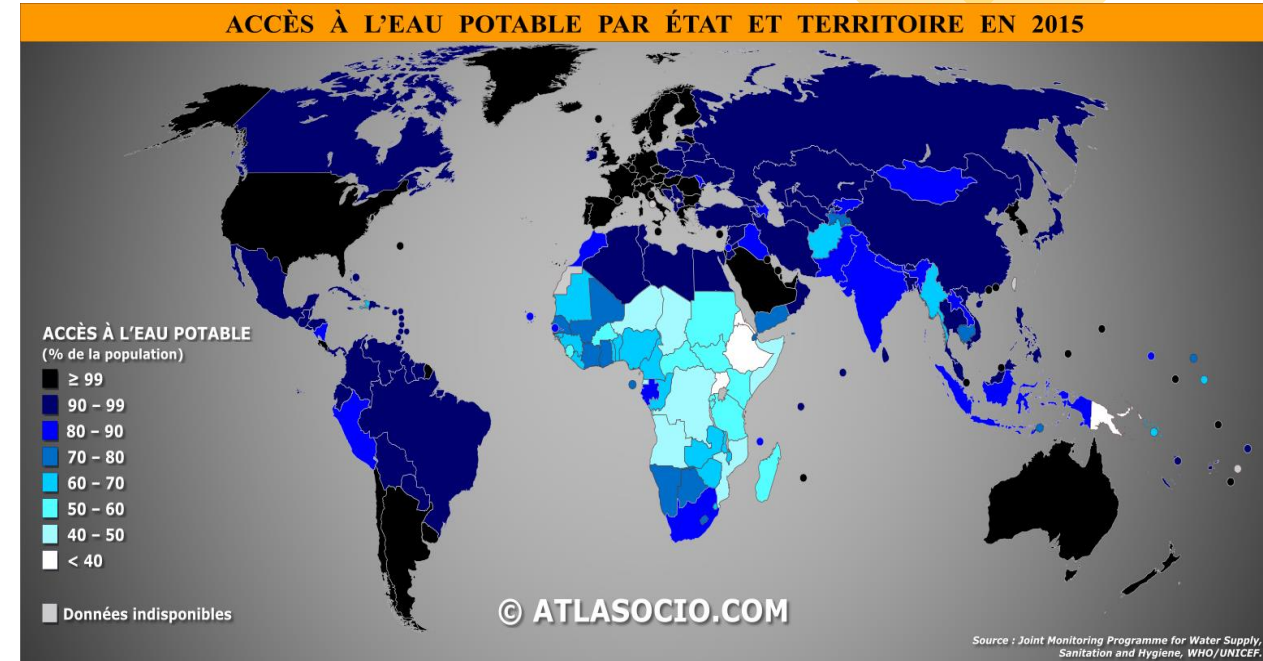 ACCÈS À L'EAU POTABLE PAR ÉTAT ET TERRITOIRE EN 2015
ACCÈS À L'EAU POTABLE
(% de la population)
≥ 99
90 – 99
80 – 90
70 – 80
60 – 70
50 – 60
40 – 50
< 40
Données indisponibles
© ATLASOCIO.COM
Source : Joint Monitoring Programme for Water Supply,
Sanitation and Hygiene, WHO/UNICEF.